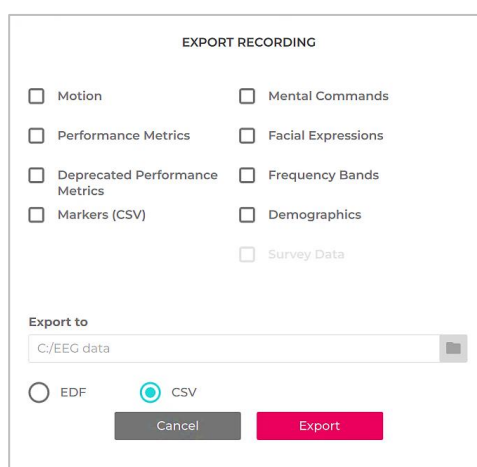 EXPORT RECORDING
Motion
Mental Commands
Performance Metrics
Facial Expressions
Deprecated Performance
Metrics
Frequency Bands
Markers (CSV)
Demographics
Survey Data
Export to
C:/EEG data
EDF
CSV
Cancel
Export